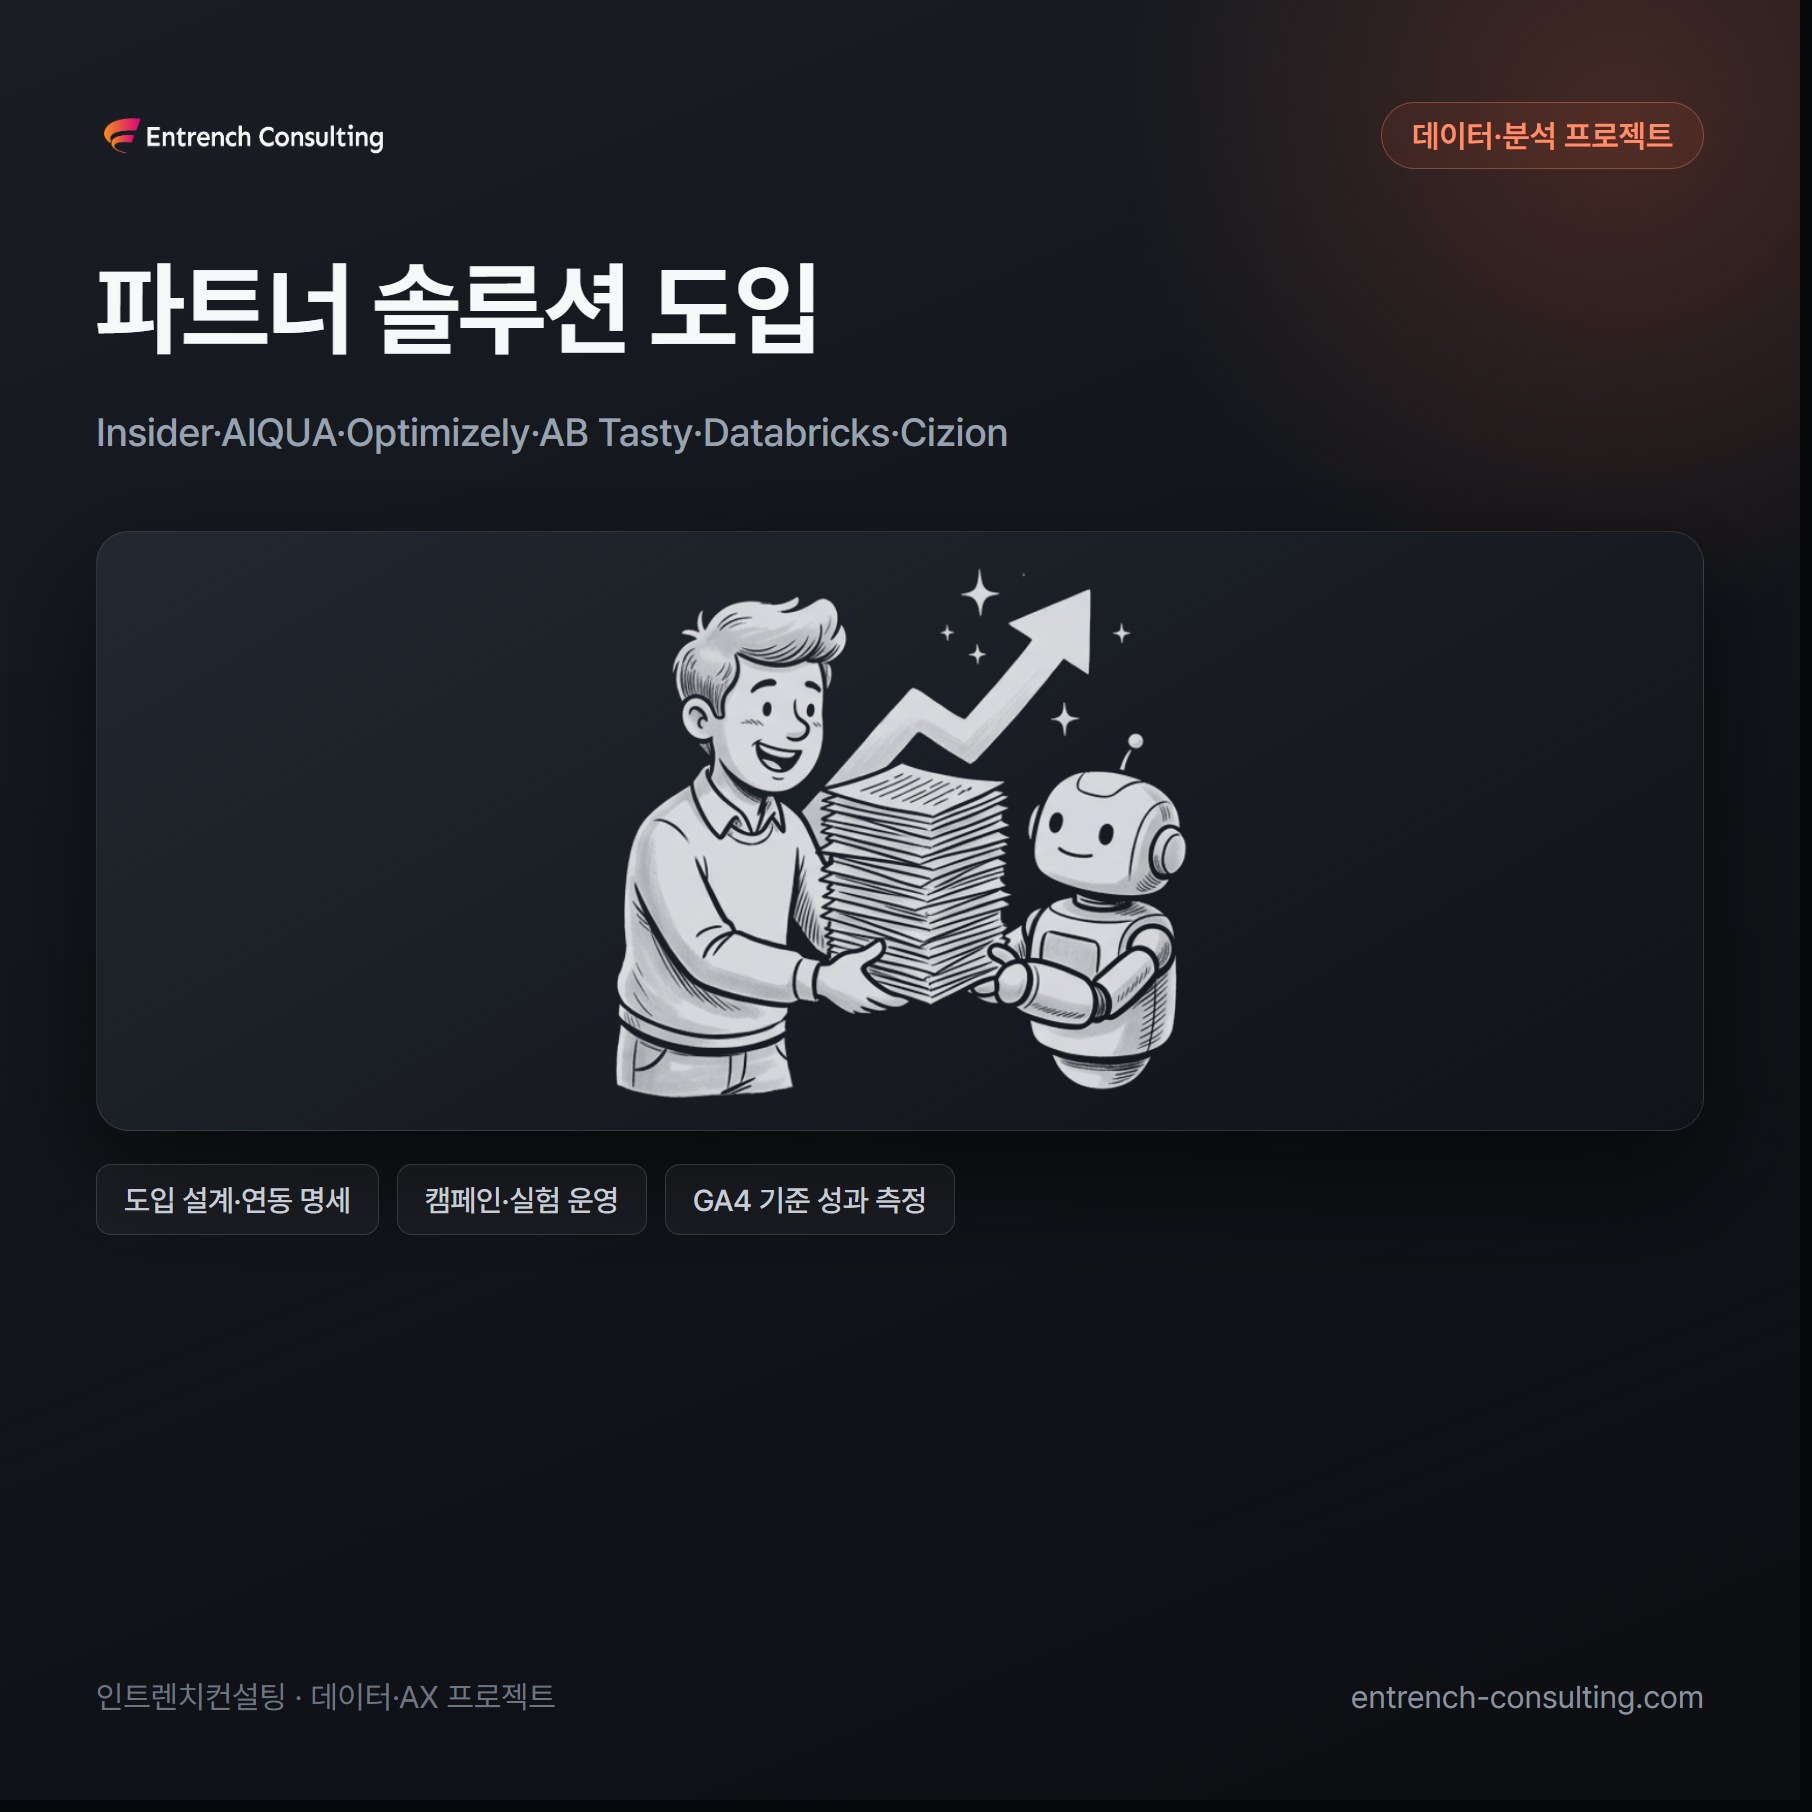 Entrench Consulting
데이터·분석 프로젝트
파트너 솔루션 도입
Insider·AIQUA·Optimizely·AB Tasty·Databricks·Cizion
도입 설계·연동 명세
캠페인·실험 운영
GA4 기준 성과 측정
인트렌치컨설팅 · 데이터·AX 프로젝트
entrench-consulting.com